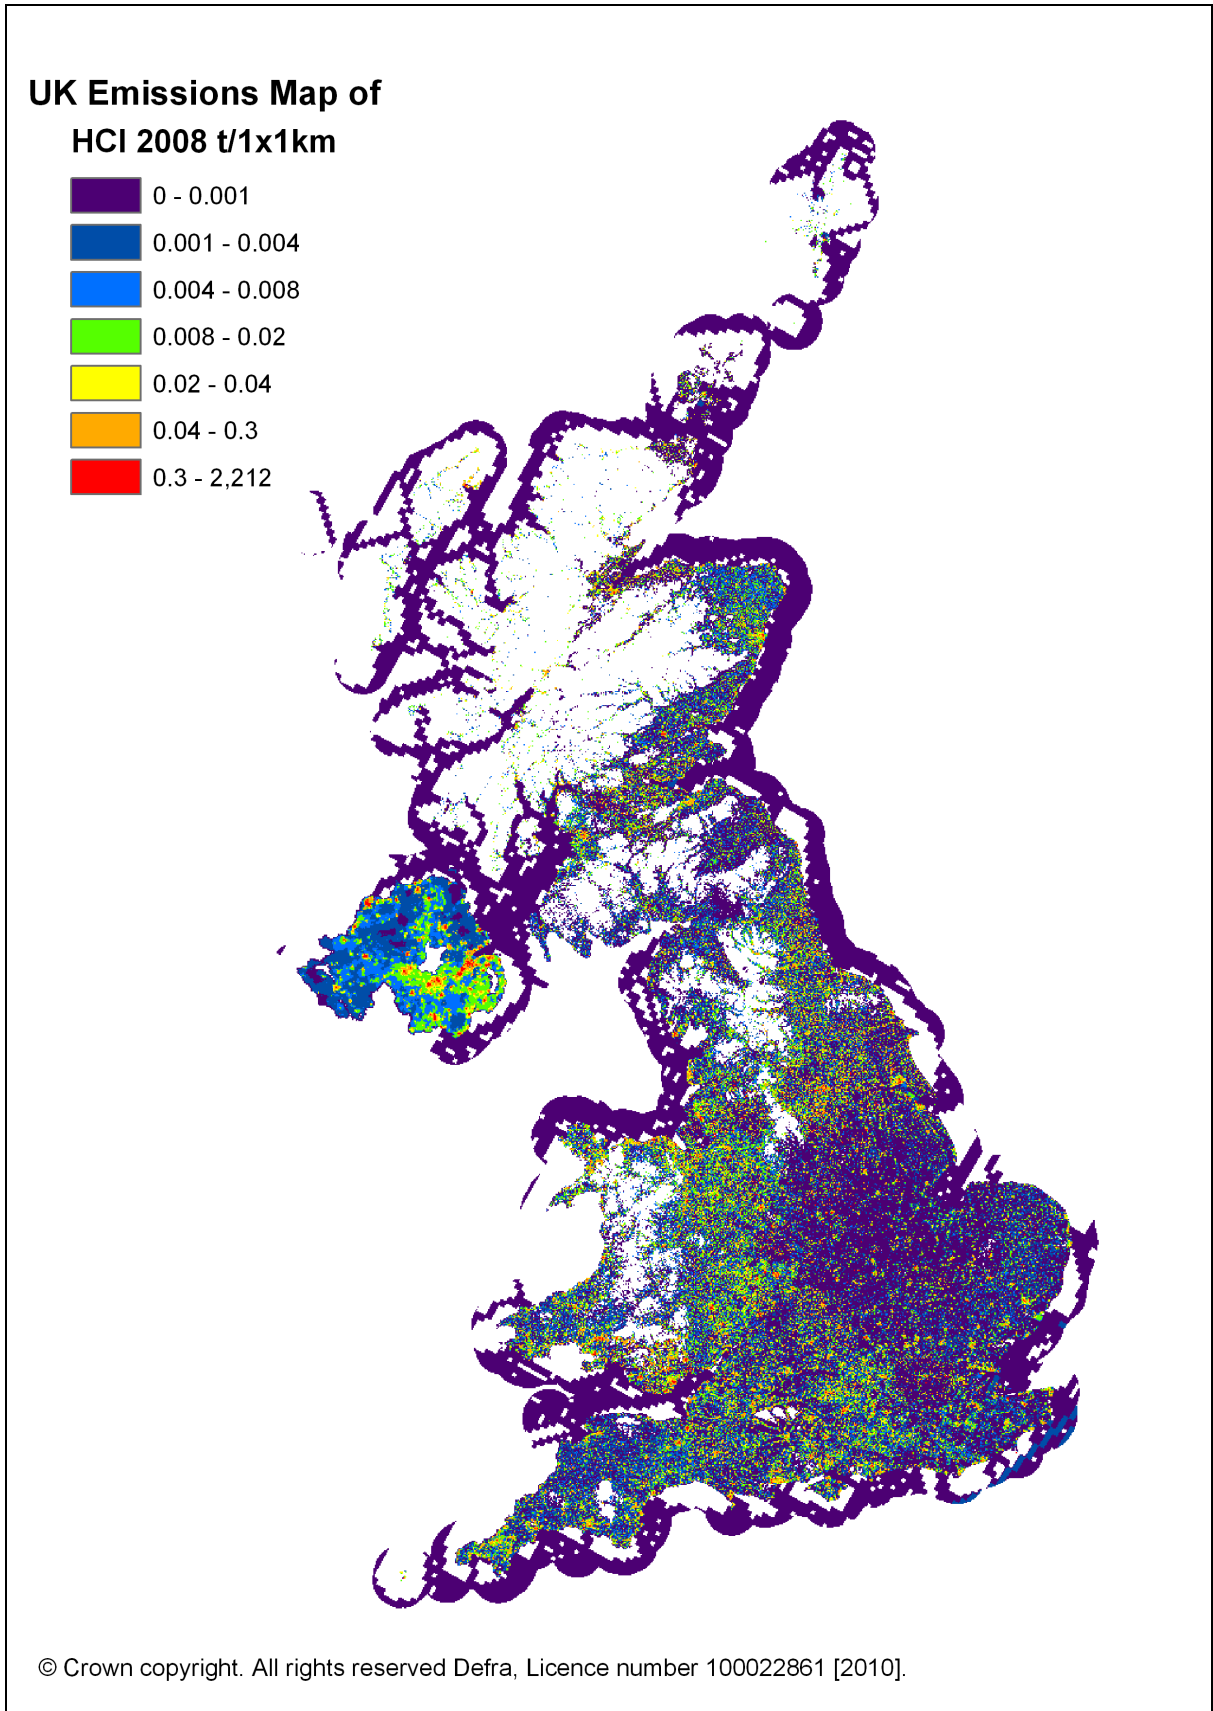 UK Emissions Map of
HCl 2008 t/1x1km
0 - 0.001
0.001 - 0.004
0.004 - 0.008
0.008 - 0.02
0.02 - 0.04
0.04 - 0.3
0.3 - 2,212
© Crown copyright. All rights reserved Defra, Licence number 100022861 [2010].